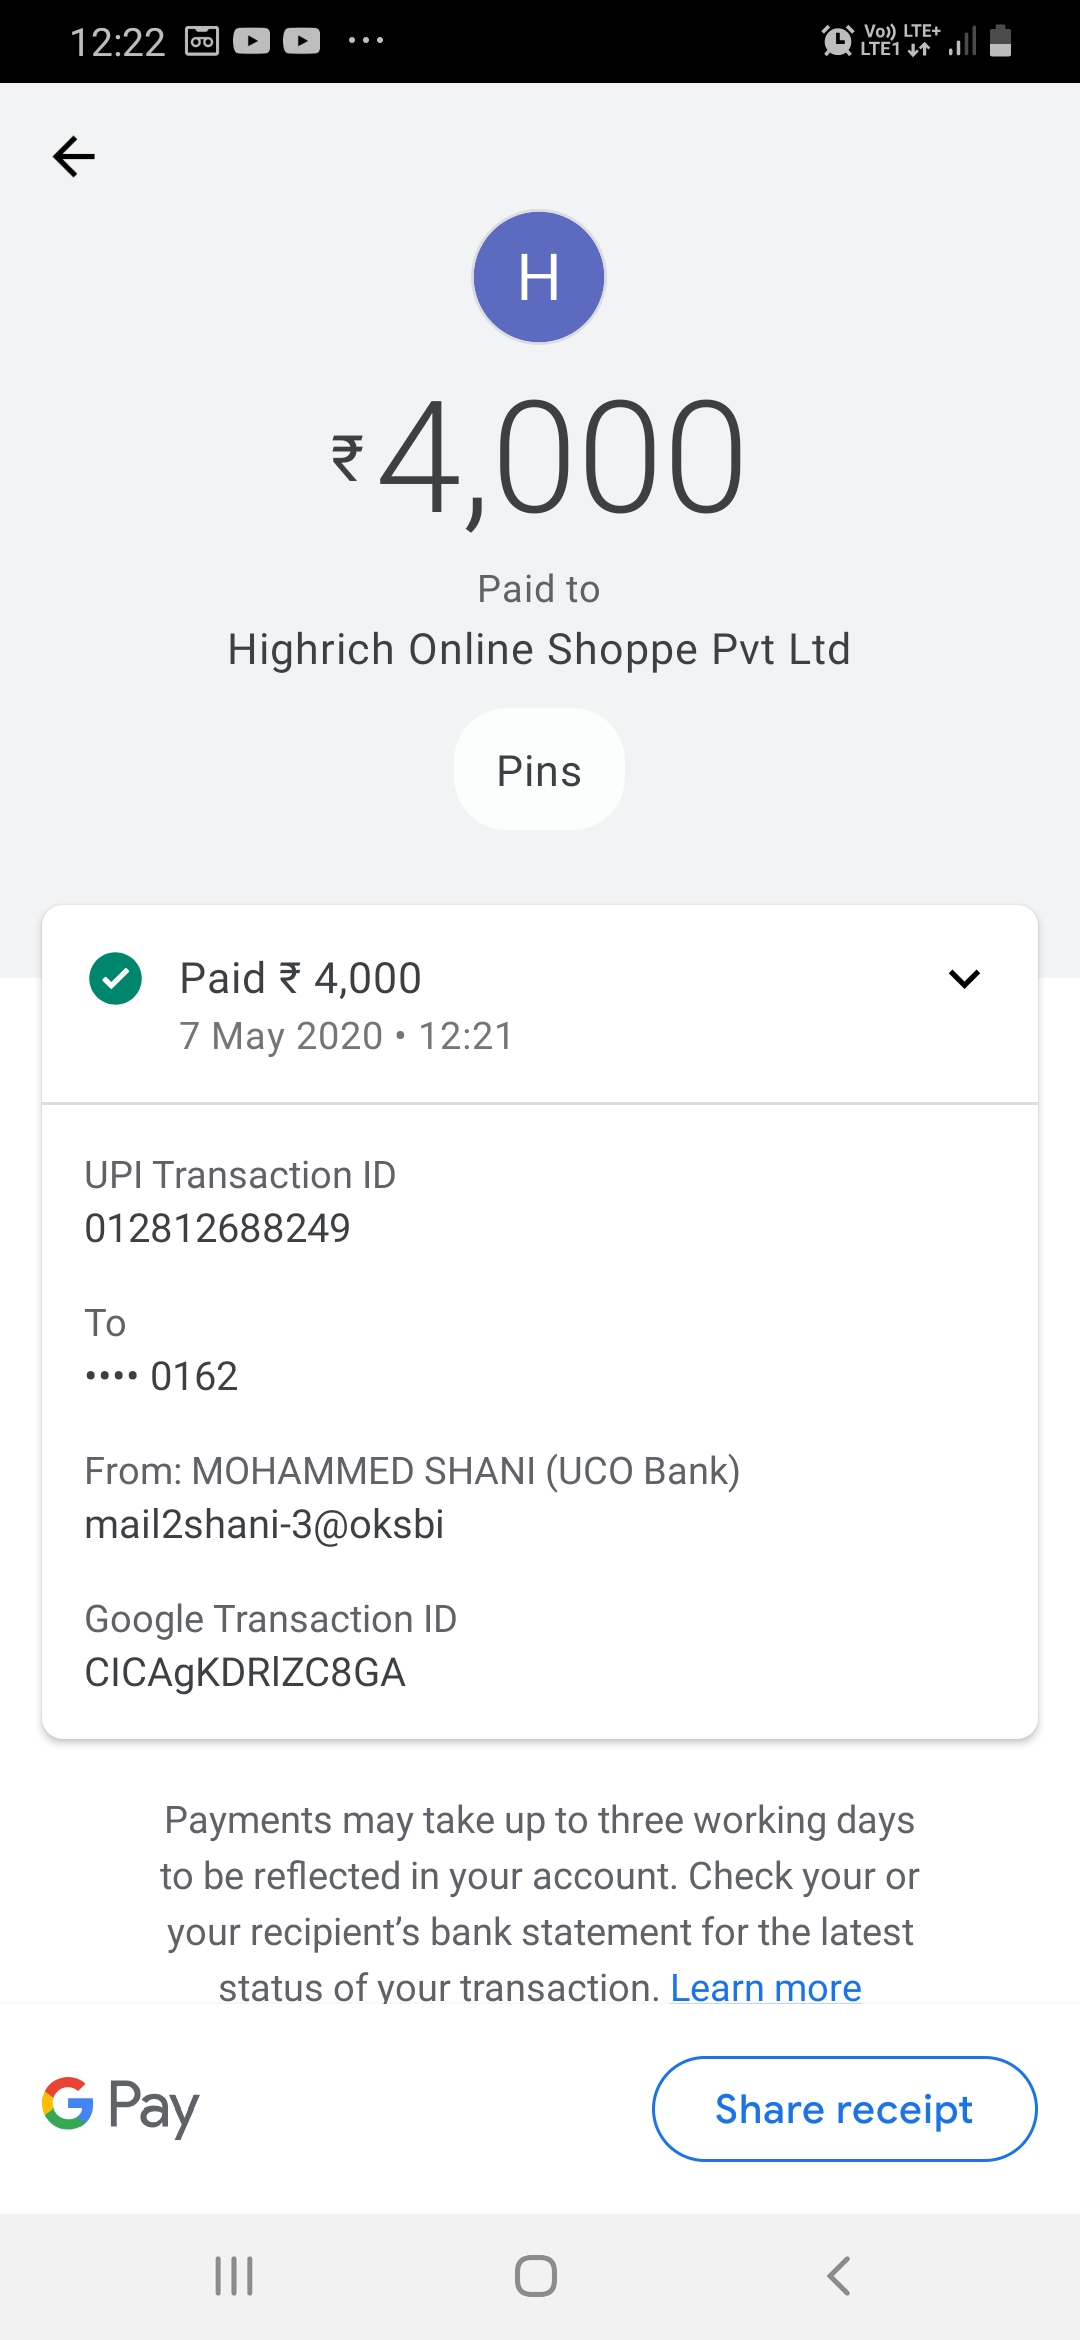 12:22
Vo)) LTE+
LTE1
H
₹4,000
Paid to
Highrich Online Shoppe Pvt Ltd
Pins
Paid ₹ 4,000
7 May 2020 • 12:21
UPI Transaction ID
012812688249
To
•••• 0162
From: MOHAMMED SHANI (UCO Bank)
mail2shani-3@oksbi
Google Transaction ID
CICAgKDRlZC8GA
Payments may take up to three working days
to be reflected in your account. Check your or
your recipient’s bank statement for the latest
status of your transaction. Learn more
G Pay
Share receipt